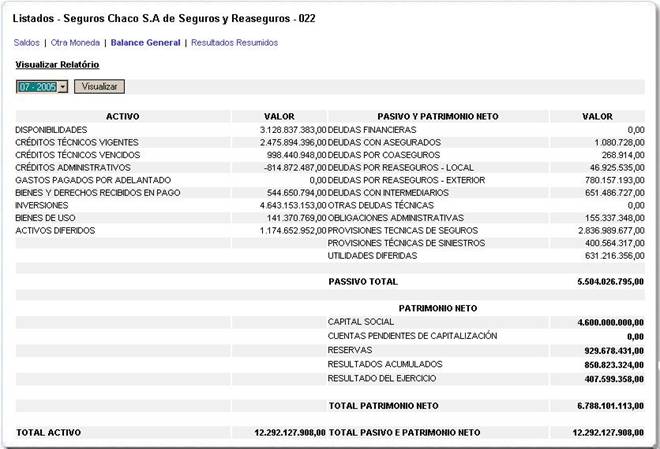 Listados - Seguros Chaco S.A de Seguros y Reaseguros - 022
Saldos | Otra Moneda | Balance General | Resultados Resumidos
Visualizar Relatório
07 - 2005 Visualizar
ACTIVO VALOR PASIVO Y PATRIMONIO NETO VALOR
DISPONIBILIDADES 3.128.837.383,00 DEUDAS FINANCIERAS 0,00
CRÉDITOS TÉCNICOS VIGENTES 2.475.894.396,00 DEUDAS CON ASEGURADOS 1.080.728,00
CRÉDITOS TÉCNICOS VENCIDOS 998.440.948,00 DEUDAS POR COASEGUROS 268.914,00
CRÉDITOS ADMINISTRATIVOS -814.872.487,00 DEUDAS POR REASEGUROS - LOCAL 46.925.535,00
GASTOS PAGADOS POR ADELANTADO 0,00 DEUDAS POR REASEGUROS - EXTERIOR 780.157.193,00
BIENES Y DERECHOS RECIBIDOS EN PAGO 544.650.794,00 DEUDAS CON INTERMEDIARIOS 651.486.727,00
INVERSIONES 4.643.153.153,00 OTRAS DEUDAS TÉCNICAS 0,00
BIENES DE USO 141.370.769,00 OBLIGACIONES ADMINISTRATIVAS 155.337.348,00
ACTIVOS DIFERIDOS 1.174.652.952,00 PROVISIONES TECNICAS DE SEGUROS 2.836.989.677,00
PROVISIONES TÉCNICAS DE SINIESTROS 400.564.317,00
UTILIDADES DIFERIDAS 631.216.356,00
PASSIVO TOTAL 5.504.026.795,00
PATRIMONIO NETO
CAPITAL SOCIAL 4.600.000.000,00
CUENTAS PENDIENTES DE CAPITALIZACIÓN 0,00
RESERVAS 929.678.431,00
RESULTADOS ACUMULADOS 850.823.324,00
RESULTADO DEL EJERCICIO 407.599.358,00
TOTAL PATRIMONIO NETO 6.788.101.113,00
TOTAL ACTIVO 12.292.127.908,00 TOTAL PASIVO E PATRIMONIO NETO 12.292.127.908,00